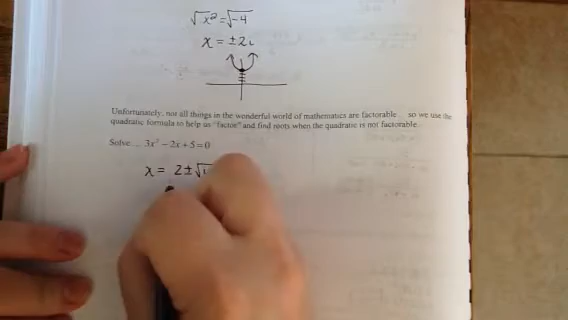 √x² = √-4
x = ±2i
Unfortunately, not all things in the wonderful world of mathematics are factorable... so we use the
quadratic formula to help us "factor" and find roots when the quadratic is not factorable.
Solve... 3x² − 2x + 5 = 0
x = 2 ± √